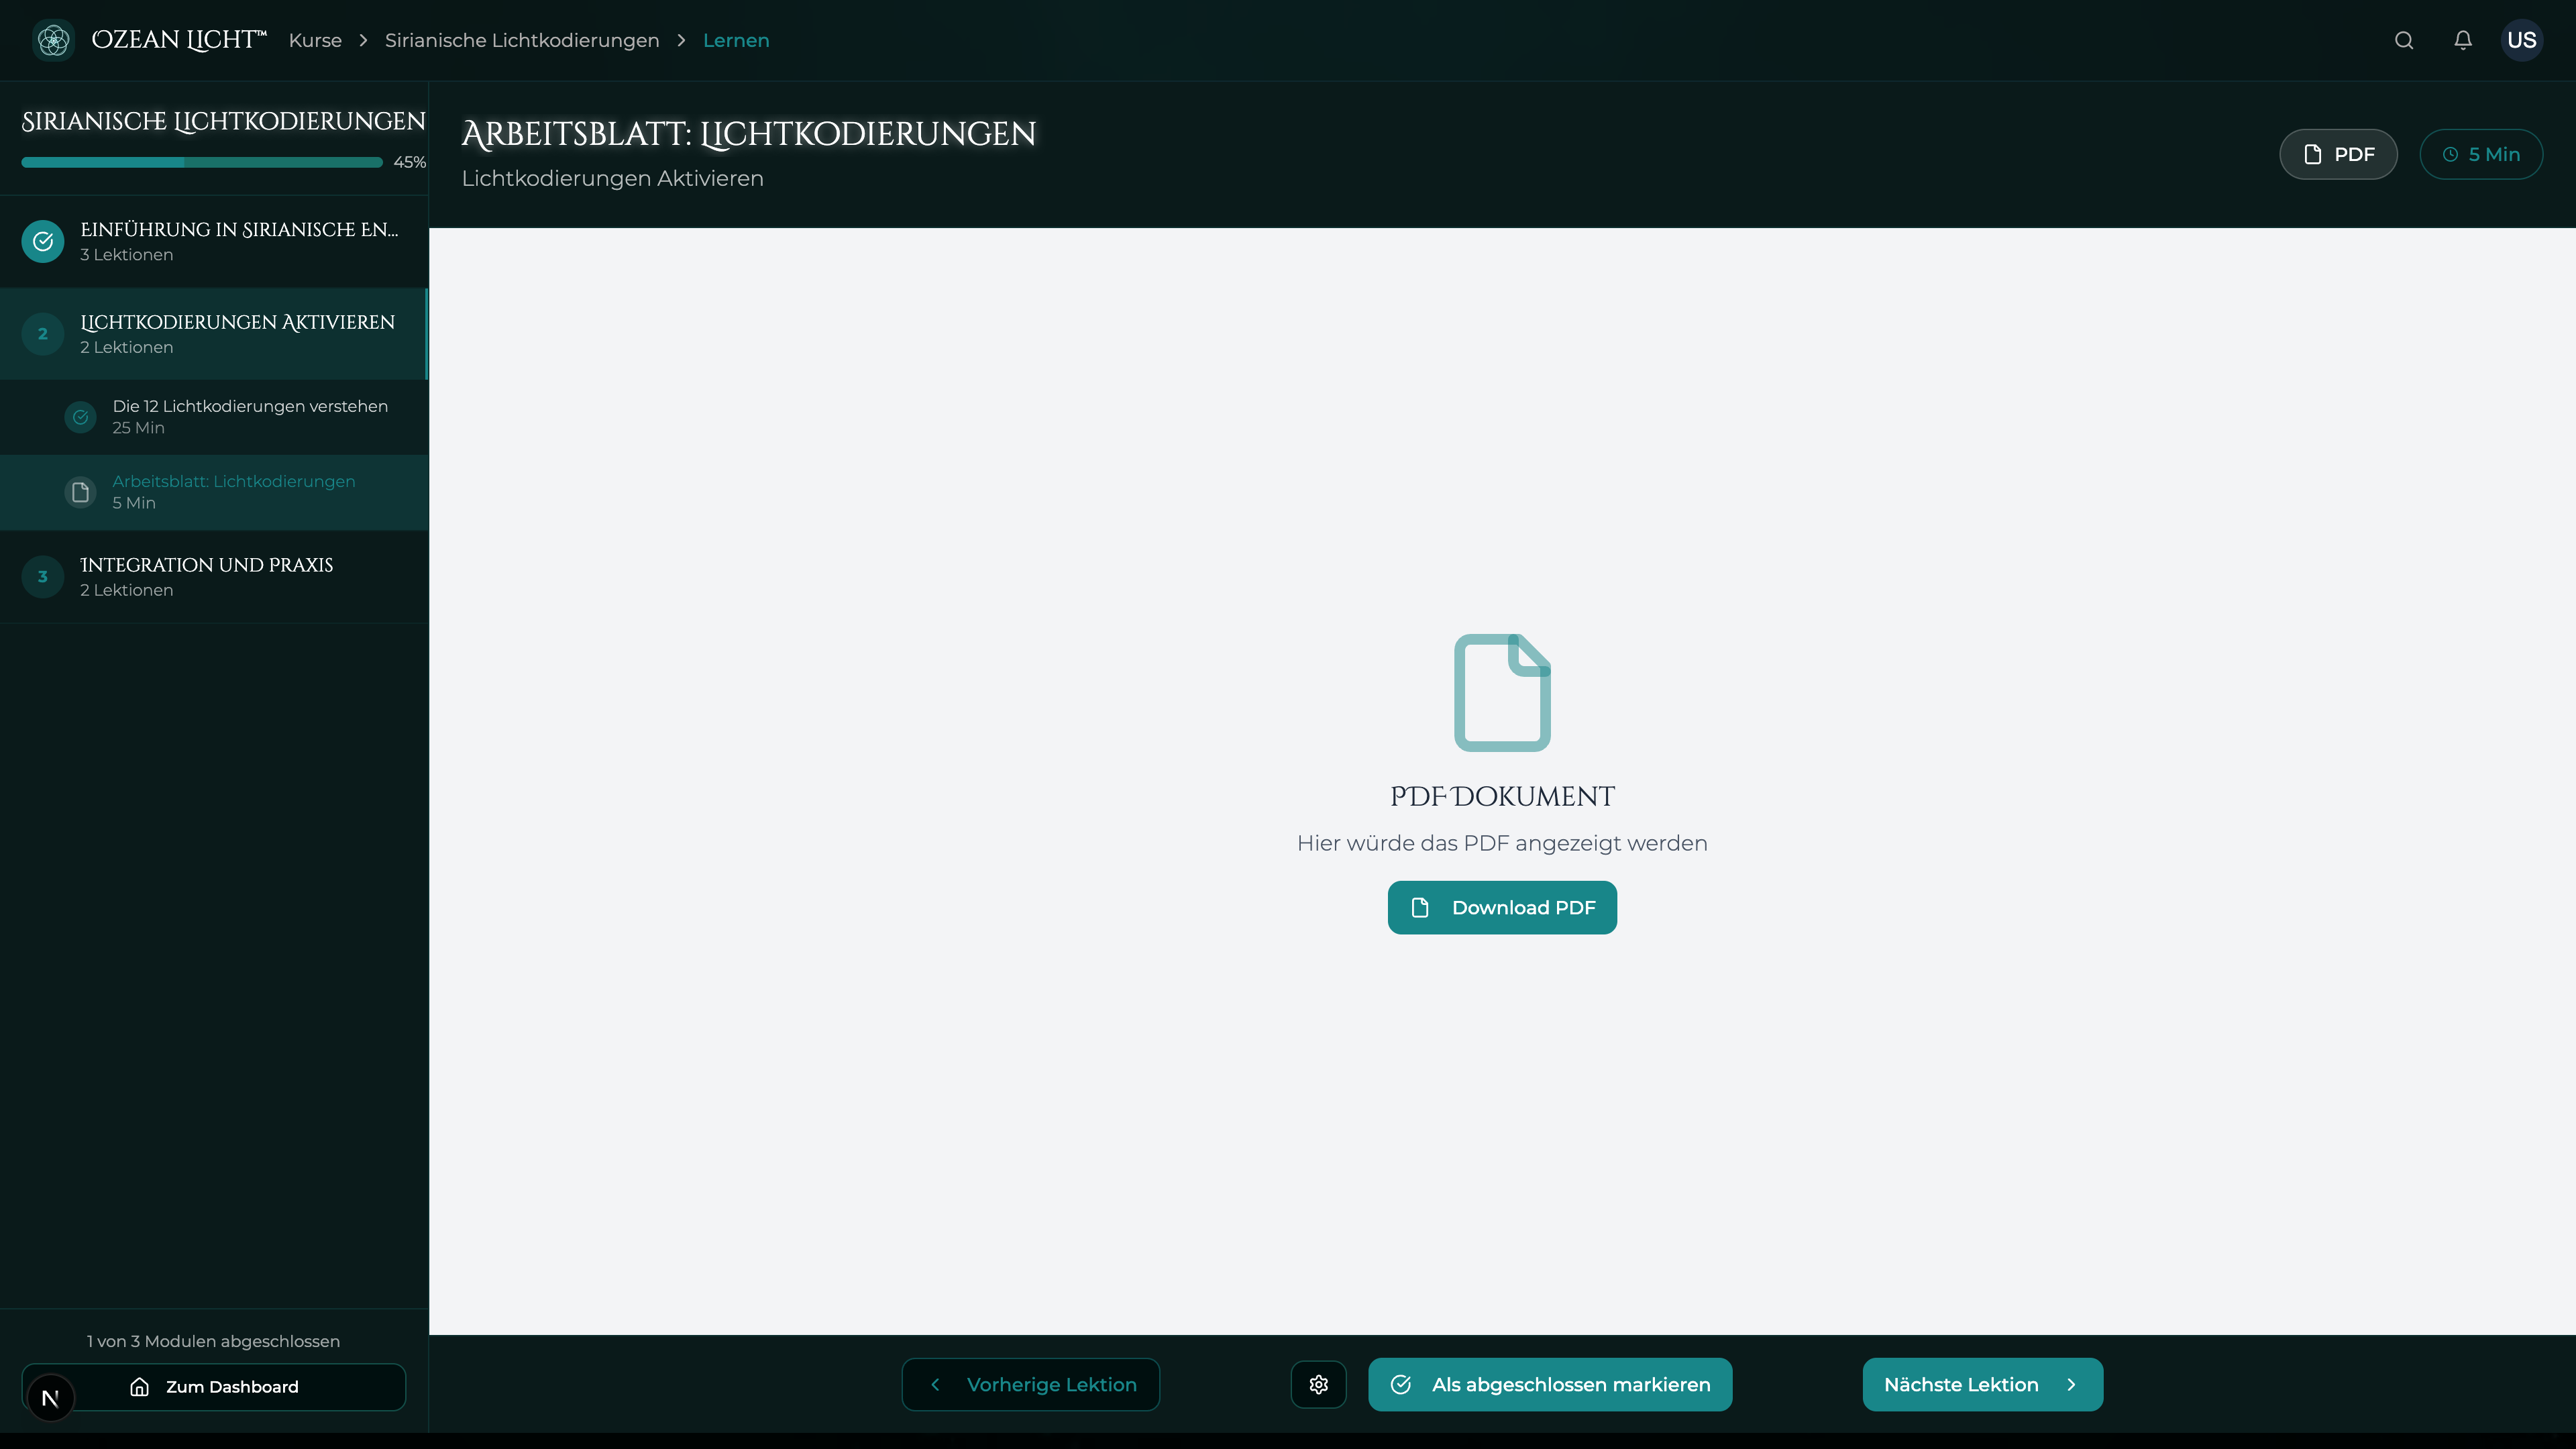 OZEAN LICHT™
Kurse
Sirianische Lichtkodierungen
Lernen
US
SIRIANISCHE LICHTKODIERUNGEN
45%
EINFÜHRUNG IN SIRIANISCHE EN...
3 Lektionen
2
LICHTKODIERUNGEN AKTIVIEREN
2 Lektionen
Die 12 Lichtkodierungen verstehen
25 Min
Arbeitsblatt: Lichtkodierungen
5 Min
3
INTEGRATION UND PRAXIS
2 Lektionen
1 von 3 Modulen abgeschlossen
N
Zum Dashboard
ARBEITSBLATT: LICHTKODIERUNGEN
Lichtkodierungen Aktivieren
PDF
5 Min
PDF DOKUMENT
Hier würde das PDF angezeigt werden
Download PDF
Vorherige Lektion
Als abgeschlossen markieren
Nächste Lektion